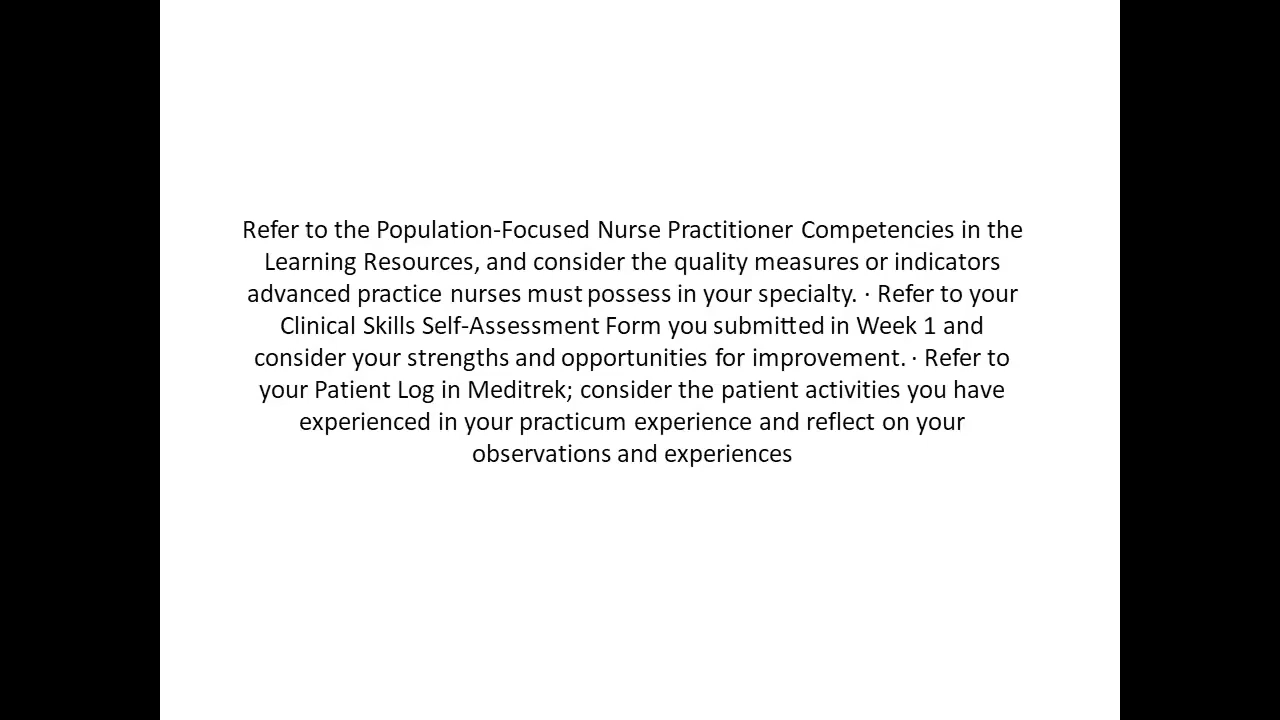 Refer to the Population-Focused Nurse Practitioner Competencies in the
Learning Resources, and consider the quality measures or indicators
advanced practice nurses must possess in your specialty. · Refer to your
Clinical Skills Self-Assessment Form you submitted in Week 1 and
consider your strengths and opportunities for improvement. · Refer to
your Patient Log in Meditrek; consider the patient activities you have
experienced in your practicum experience and reflect on your
observations and experiences